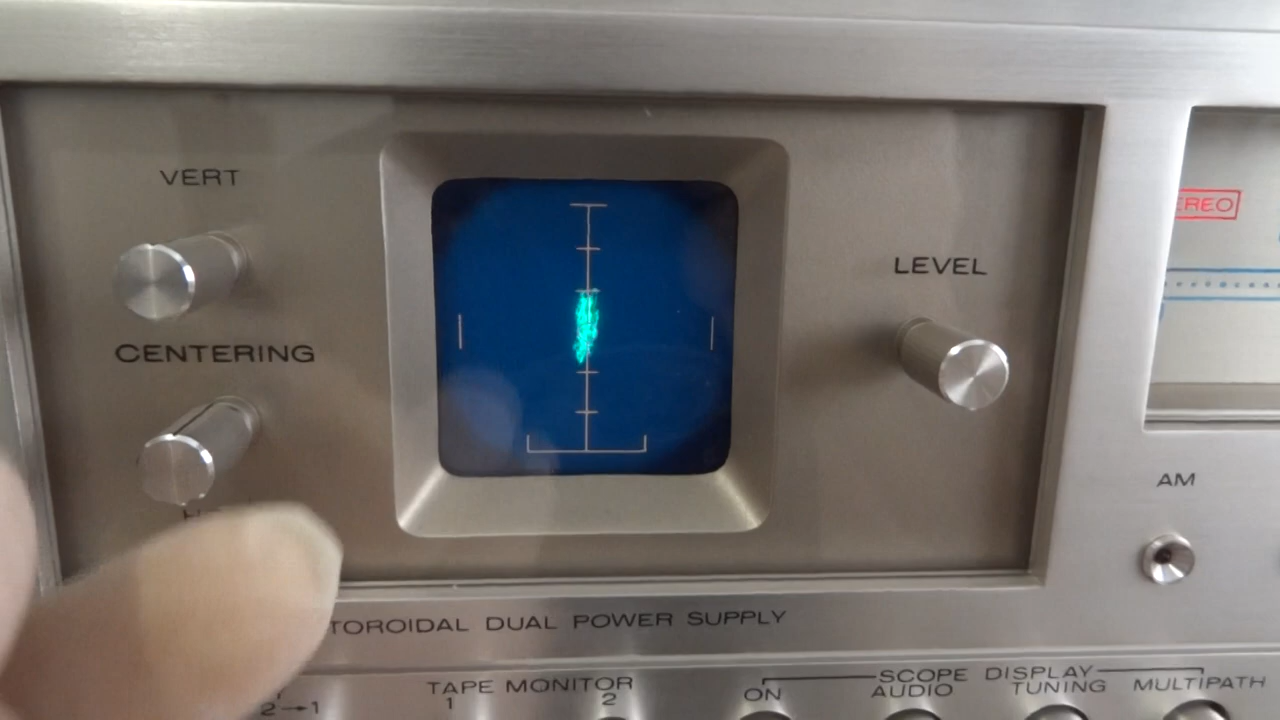 VERT
CENTERING
LEVEL
EREO
AM
TOROIDAL DUAL POWER SUPPLY
TAPE MONITOR
2→1
1
2
SCOPE DISPLAY
ON
AUDIO
TUNING
MULTIPATH